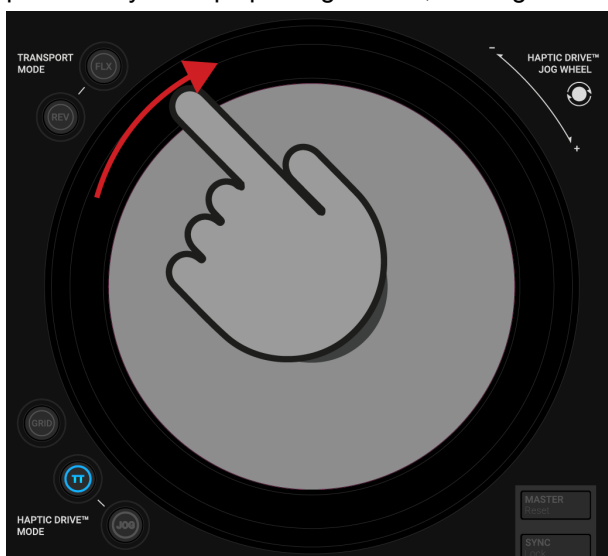 TRANSPORT
MODE
FLX
REV
HAPTIC DRIVE™
JOG WHEEL
−
+
GRID
TT
HAPTIC DRIVE™
MODE
JOG
MASTER
Reset
SYNC